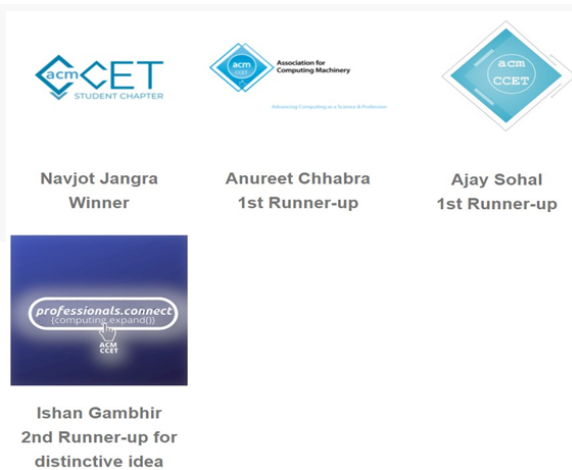 acm CET
STUDENT CHAPTER
Navjot Jangra
Winner
acm
CCET
Association for
Computing Machinery
Advancing Computing as a Science & Profession
Anureet Chhabra
1st Runner-up
acm
CCET
Ajay Sohal
1st Runner-up
professionals.connect
{computing.expand()}
ACM
CCET
Ishan Gambhir
2nd Runner-up for
distinctive idea